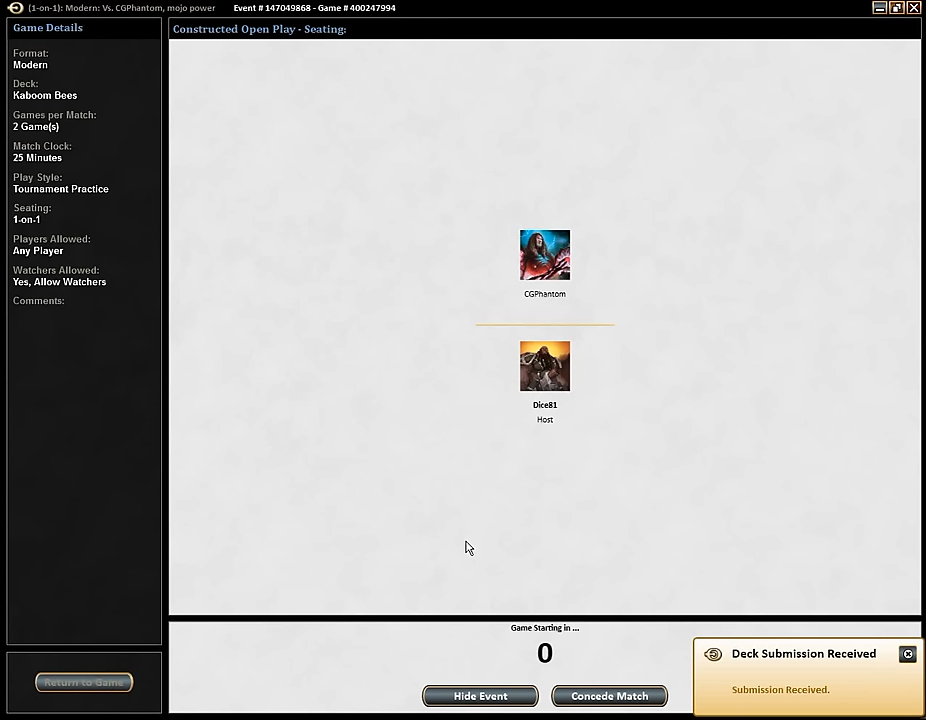 (1-on-1): Modern: Vs. CGPhantom, mojo power
Event # 147049868 - Game # 400247994
Game Details
Format:
Modern
Deck:
Kaboom Bees
Games per Match:
2 Game(s)
Match Clock:
25 Minutes
Play Style:
Tournament Practice
Seating:
1-on-1
Players Allowed:
Any Player
Watchers Allowed:
Yes, Allow Watchers
Comments:
Return to Game
Constructed Open Play - Seating:
CGPhantom
Dice81
Host
Game Starting in ...
0
Hide Event
Concede Match
Deck Submission Received
Submission Received.